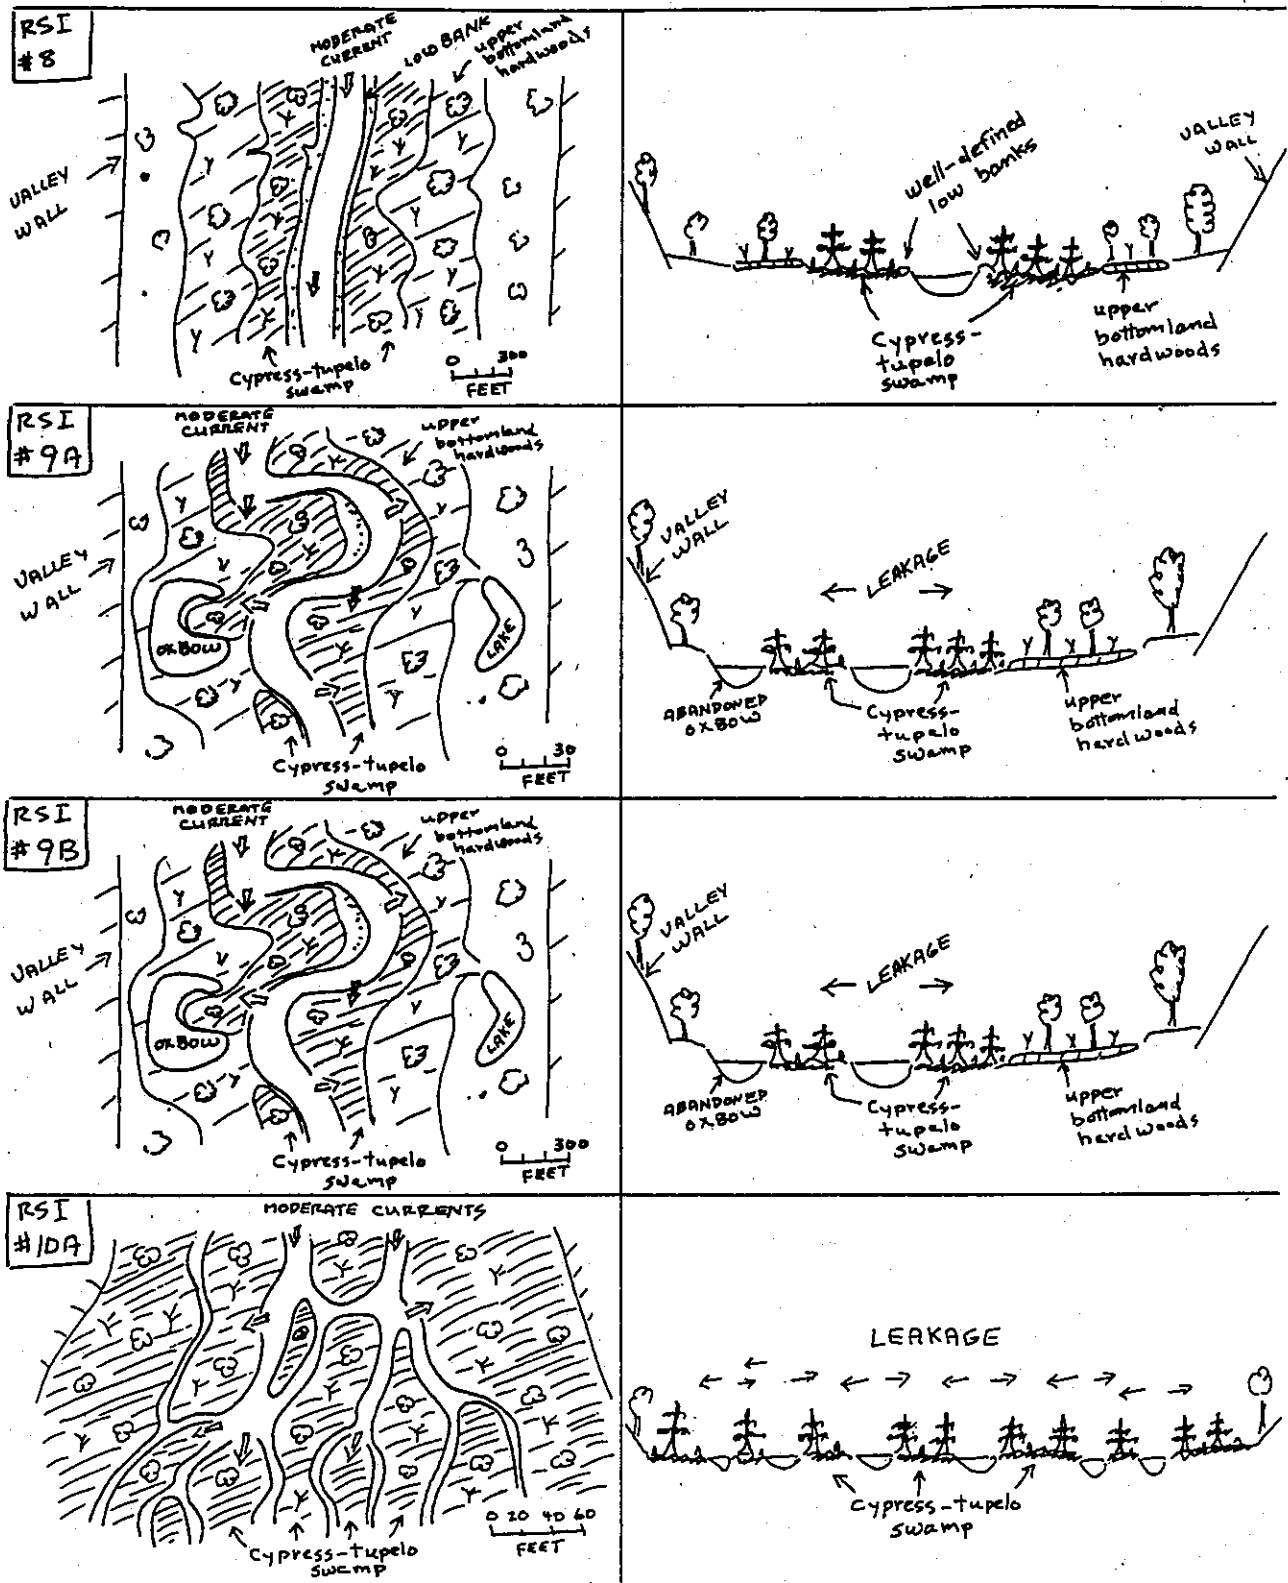 RSI
#8
MODERATE
CURRENT
LOW BANK
upper
bottomland
hardwoods
VALLEY
WALL
Cypress-tupelo
swamp
0 300
FEET
well-defined
low banks
VALLEY
WALL
Cypress-
tupelo
swamp
upper
bottomland
hardwoods
RSI
#9A
MODERATE
CURRENT
upper
bottomland
hardwoods
VALLEY
WALL
OXBOW
LAKE
Cypress-tupelo
swamp
0 30
FEET
VALLEY
WALL
LEAKAGE
ABANDONED
OXBOW
Cypress-
tupelo
swamp
upper
bottomland
hardwoods
RSI
#9B
MODERATE
CURRENT
upper
bottomland
hardwoods
VALLEY
WALL
OXBOW
LAKE
Cypress-tupelo
swamp
0 300
FEET
VALLEY
WALL
LEAKAGE
ABANDONED
OXBOW
Cypress-
tupelo
swamp
upper
bottomland
hardwoods
RSI
#10A
MODERATE CURRENTS
Cypress-tupelo
swamp
0 20 40 60
FEET
LEAKAGE
Cypress-tupelo
swamp